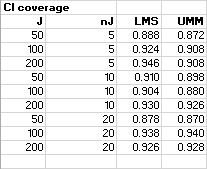 CI coverage
J nJ LMS UMM
50 5 0.888 0.872
100 5 0.924 0.908
200 5 0.946 0.908
50 10 0.910 0.898
100 10 0.904 0.880
200 10 0.930 0.926
50 20 0.878 0.870
100 20 0.938 0.940
200 20 0.926 0.928